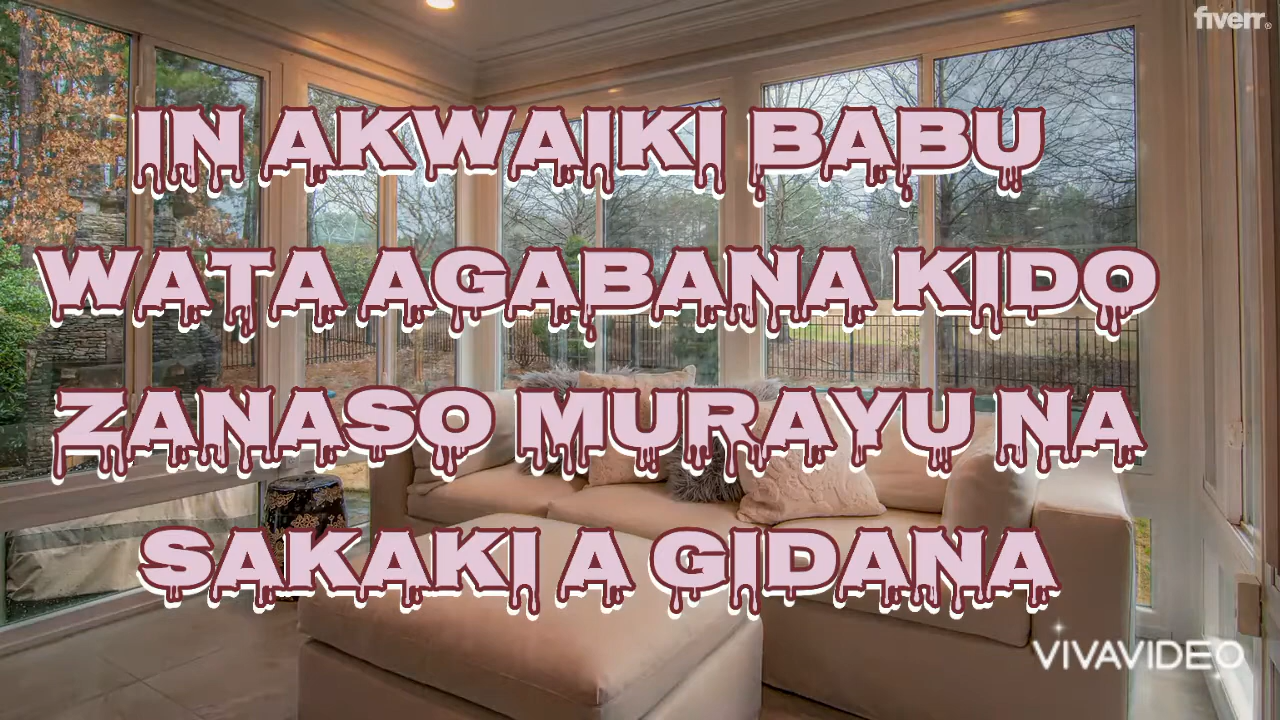 fiverr®
IN AKWAIKI BABU
WATA AGABANA KIDO
ZANASO MURAYU NA
SAKAKI A GIDANA
VIVAVIDEO